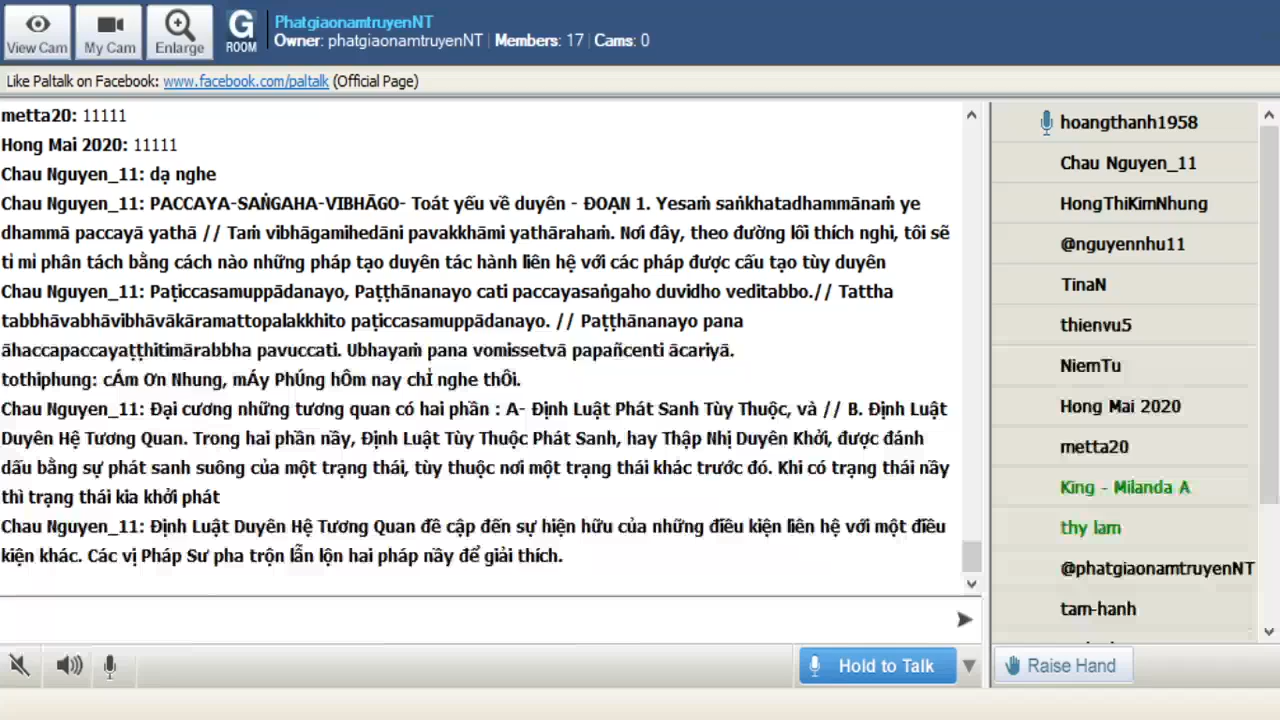 View Cam
My Cam
Enlarge
G
ROOM
PhatgiaonamtruyenNT
Owner: phatgiaonamtruyenNT | Members: 17 | Cams: 0
Like Paltalk on Facebook: www.facebook.com/paltalk (Official Page)
metta20: 11111
Hong Mai 2020: 11111
Chau Nguyen_11: dạ nghe
Chau Nguyen_11: PACCAYA-SAṄGAHA-VIBHĀGO- Toát yếu về duyên - ĐOẠN 1. Yesaṁ saṅkhatadhammānaṁ ye
dhammā paccayā yathā // Taṁ vibhāgamihedāni pavakkhāmi yathārahaṁ. Nơi đây, theo đường lối thích nghi, tôi sẽ
tỉ mỉ phân tách bằng cách nào những pháp tạo duyên tác hành liên hệ với các pháp được cấu tạo tùy duyên
Chau Nguyen_11: Paṭiccasamuppādanayo, Paṭṭhānanayo cati paccayasaṅgaho duvidho veditabbo.// Tattha
tabbhāvabhāvibhāvākāramattopalakkhito paṭiccasamuppādanayo. // Paṭṭhānanayo pana
āhaccapaccayaṭṭhitimārabbha pavuccati. Ubhayaṁ pana vomissetvā papañcenti ācariyā.
tothiphung: cÁm Ơn Nhung, mÁy PhÚng hÔm nay chỈ nghe thÔi.
Chau Nguyen_11: Đại cương những tương quan có hai phần : A- Định Luật Phát Sanh Tùy Thuộc, và // B. Định Luật
Duyên Hệ Tương Quan. Trong hai phần nầy, Định Luật Tùy Thuộc Phát Sanh, hay Thập Nhị Duyên Khởi, được đánh
dấu bằng sự phát sanh suông của một trạng thái, tùy thuộc nơi một trạng thái khác trước đó. Khi có trạng thái nầy
thì trạng thái kia khởi phát
Chau Nguyen_11: Định Luật Duyên Hệ Tương Quan đề cập đến sự hiện hữu của những điều kiện liên hệ với một điều
kiện khác. Các vị Pháp Sư pha trộn lẫn lộn hai pháp nầy để giải thích.
hoangthanh1958
Chau Nguyen_11
HongThiKimNhung
@nguyennhu11
TinaN
thienvu5
NiemTu
Hong Mai 2020
metta20
King - Milanda A
thy lam
@phatgiaonamtruyenNT
tam-hanh
Hold to Talk
Raise Hand